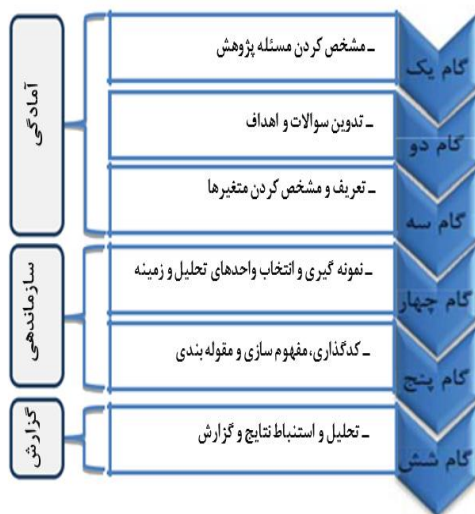 گام یک
ـ مشخص کردن مسئله پژوهش
گام دو
ـ تدوین سوالات و اهداف
گام سه
ـ تعریف و مشخص کردن متغیرها
آمادگی
گام چهار
ـ نمونه گیری و انتخاب واحدهای تحلیل و زمینه
گام پنج
ـ کدگذاری، مفهوم سازی و مقوله بندی
سازماندهی
گام شش
ـ تحلیل و استنباط نتایج و گزارش
گزارش